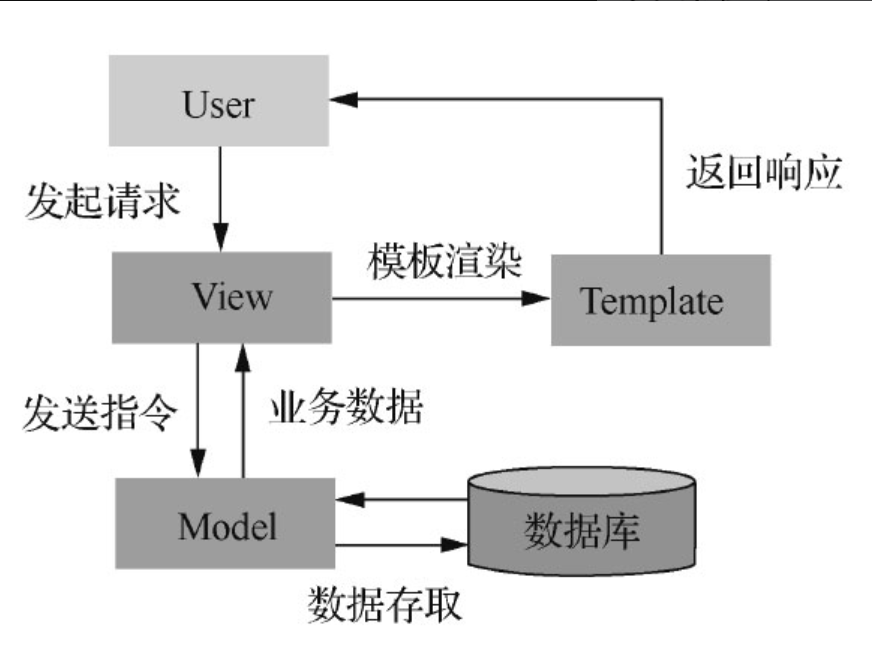 User
返回响应
发起请求
模板渲染
View
Template
发送指令
业务数据
Model
数据库
数据存取